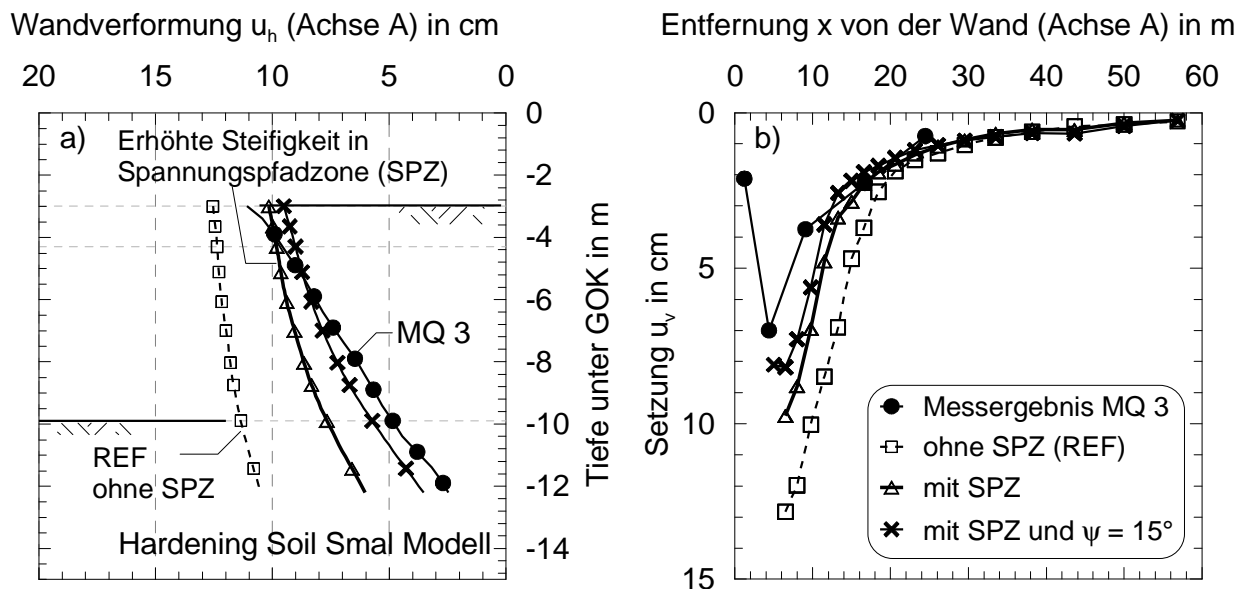 Wandverformung u_h (Achse A) in cm
20 15 10 5 0
a)
Erhöhte Steifigkeit in
Spannungspfadzone (SPZ)
MQ 3
REF
ohne SPZ
Hardening Soil Smal Modell
0
-2
-4
-6
-8
-10
-12
-14
Tiefe unter GOK in m
Entfernung x von der Wand (Achse A) in m
0 10 20 30 40 50 60
b)
0
5
10
15
Setzung u_v in cm
Messergebnis MQ 3
ohne SPZ (REF)
mit SPZ
mit SPZ und ψ = 15°